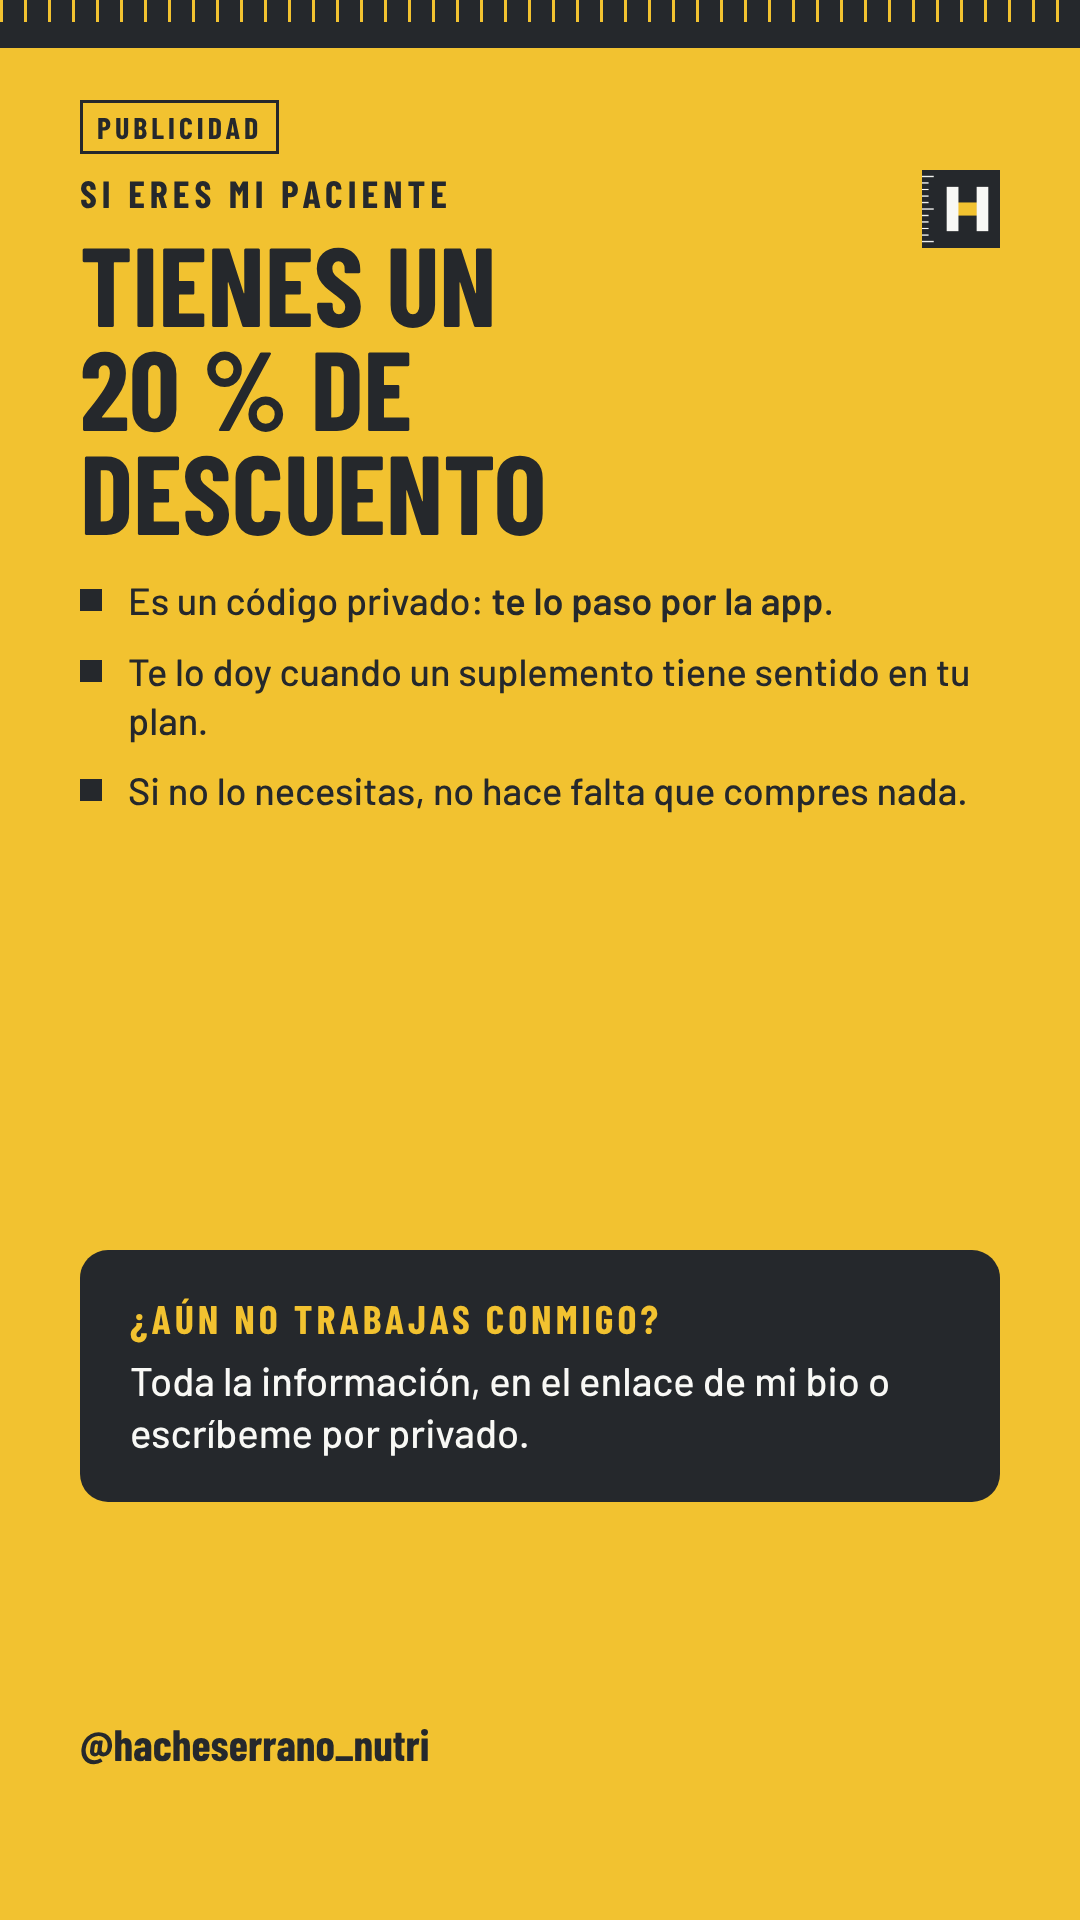 PUBLICIDAD
SI ERES MI PACIENTE
H
TIENES UN
20 % DE
DESCUENTO
Es un código privado: te lo paso por la app.
Te lo doy cuando un suplemento tiene sentido en tu
plan.
Si no lo necesitas, no hace falta que compres nada.
¿AÚN NO TRABAJAS CONMIGO?
Toda la información, en el enlace de mi bio o
escríbeme por privado.
@hacheserrano_nutri